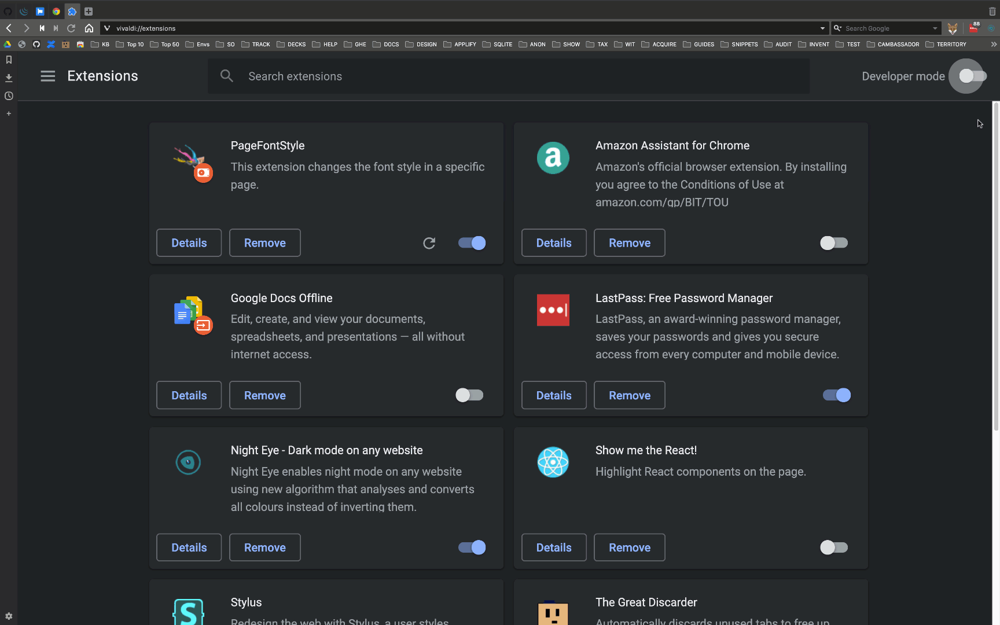 vivaldi://extensions
Search Google
88
KB
Top 10
Top 50
Envs
SO
TRACK
DECKS
HELP
GHE
DOCS
DESIGN
APPLIFY
SQLITE
ANON
SHOW
TAX
WIT
ACQUIRE
GUIDES
SNIPPETS
AUDIT
INVENT
TEST
CAMBASSADOR
TERRITORY
Extensions
Search extensions
Developer mode
PageFontStyle
This extension changes the font style in a specific
page.
Details
Remove
a
Amazon Assistant for Chrome
Amazon's official browser extension. By installing
you agree to the Conditions of Use at
amazon.com/gp/BIT/TOU
Details
Remove
Google Docs Offline
Edit, create, and view your documents,
spreadsheets, and presentations — all without
internet access.
Details
Remove
LastPass: Free Password Manager
LastPass, an award-winning password manager,
saves your passwords and gives you secure
access from every computer and mobile device.
Details
Remove
Night Eye - Dark mode on any website
Night Eye enables night mode on any website
using new algorithm that analyses and converts
all colours instead of inverting them.
Details
Remove
Show me the React!
Highlight React components on the page.
Details
Remove
S
Stylus
Redesign the web with Stylus, a user styles
The Great Discarder
Automatically discards unused tabs to free up